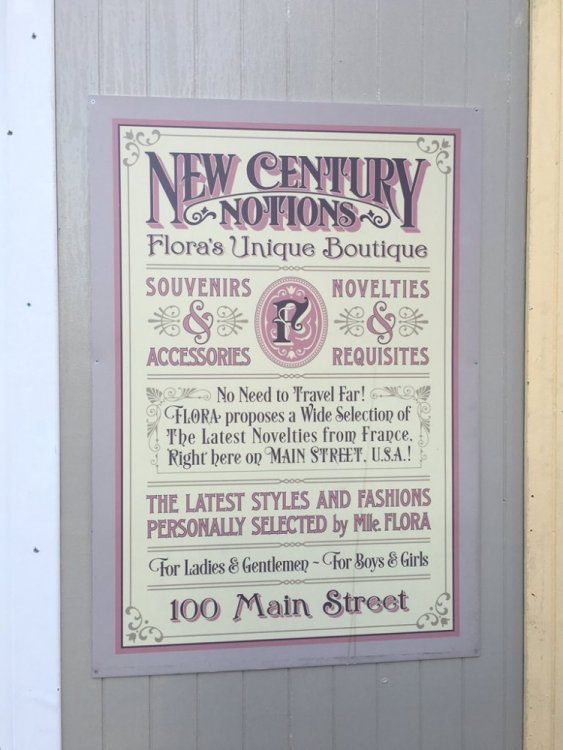 NEW CENTURY
NOTIONS
Flora's Unique Boutique
SOUVENIRS
&
ACCESSORIES
F
NOVELTIES
&
REQUISITES
No Need to Travel Far!
FLORA proposes a Wide Selection of
The Latest Novelties from France,
Right here on MAIN STREET, U.S.A.!
THE LATEST STYLES AND FASHIONS
PERSONALLY SELECTED by Mlle. FLORA
For Ladies & Gentlemen ~ For Boys & Girls
100 Main Street